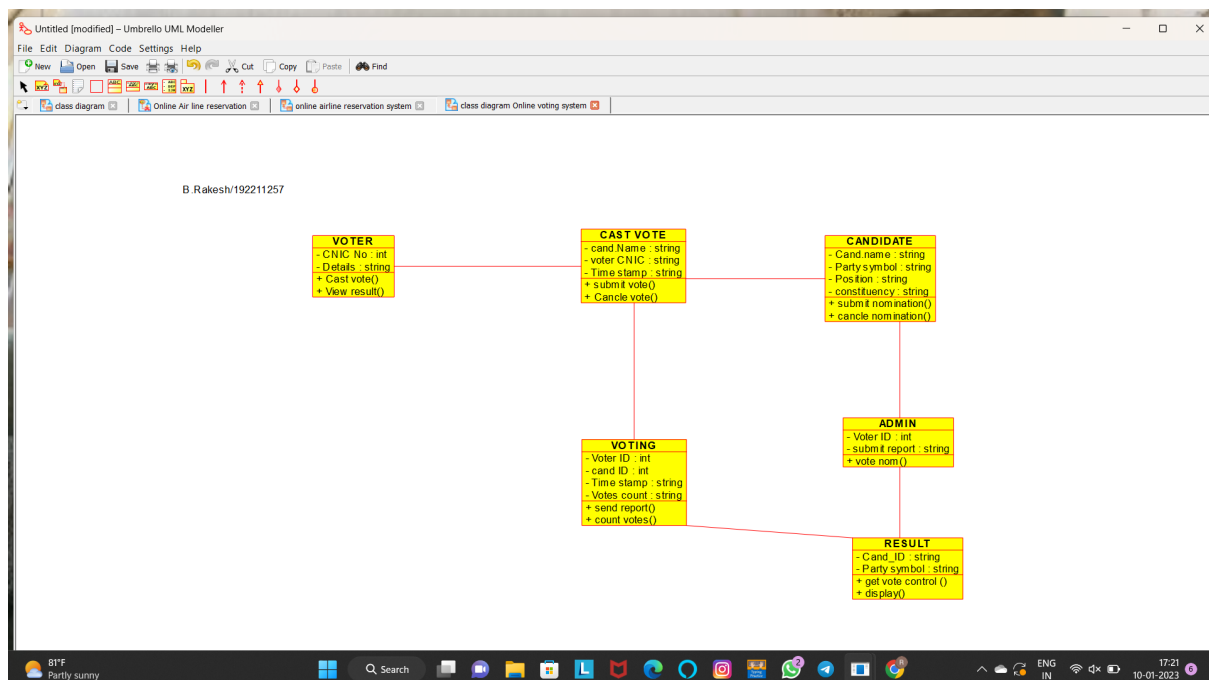 Untitled [modified] – Umbrello UML Modeller
File Edit Diagram Code Settings Help
New Open Save Cut Copy Paste Find
class diagram Online Air line reservation online airline reservation system class diagram Online voting system
B.Rakesh/192211257
VOTER
- CNIC No : int
- Details : string
+ Cast vote()
+ View result()
CAST VOTE
- cand.Name : string
- voter CNIC : string
- Time stamp : string
+ submit vote()
+ Cancle vote()
CANDIDATE
- Cand.name : string
- Party symbol : string
- Position : string
- constituency : string
+ submit nomination()
+ cancle nomination()
VOTING
- Voter ID : int
- cand ID : int
- Time stamp : string
- Votes count : string
+ send report()
+ count votes()
ADMIN
- Voter ID : int
- submit report : string
+ vote nom()
RESULT
- Cand_ID : string
- Party symbol : string
+ get vote control ()
+ display()
81°F
Partly sunny
Search
L
2
ENG
IN
17:21
10-01-2023
6